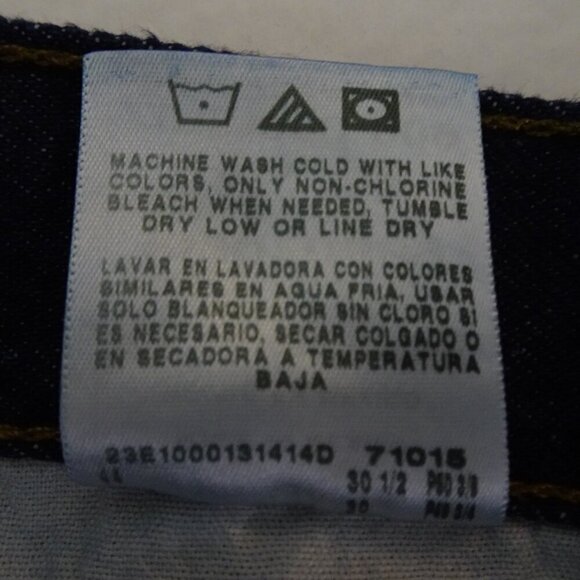 MACHINE WASH COLD WITH LIKE
COLORS, ONLY NON-CHLORINE
BLEACH WHEN NEEDED, TUMBLE
DRY LOW OR LINE DRY
LAVAR EN LAVADORA CON COLORES
SIMILARES EN AGUA FRIA, USAR
SOLO BLANQUEADOR SIN CLORO SI
ES NECESARIO, SECAR COLGADO O
EN SECADORA A TEMPERATURA
BAJA
23E1000131414D 71015
30 1/2